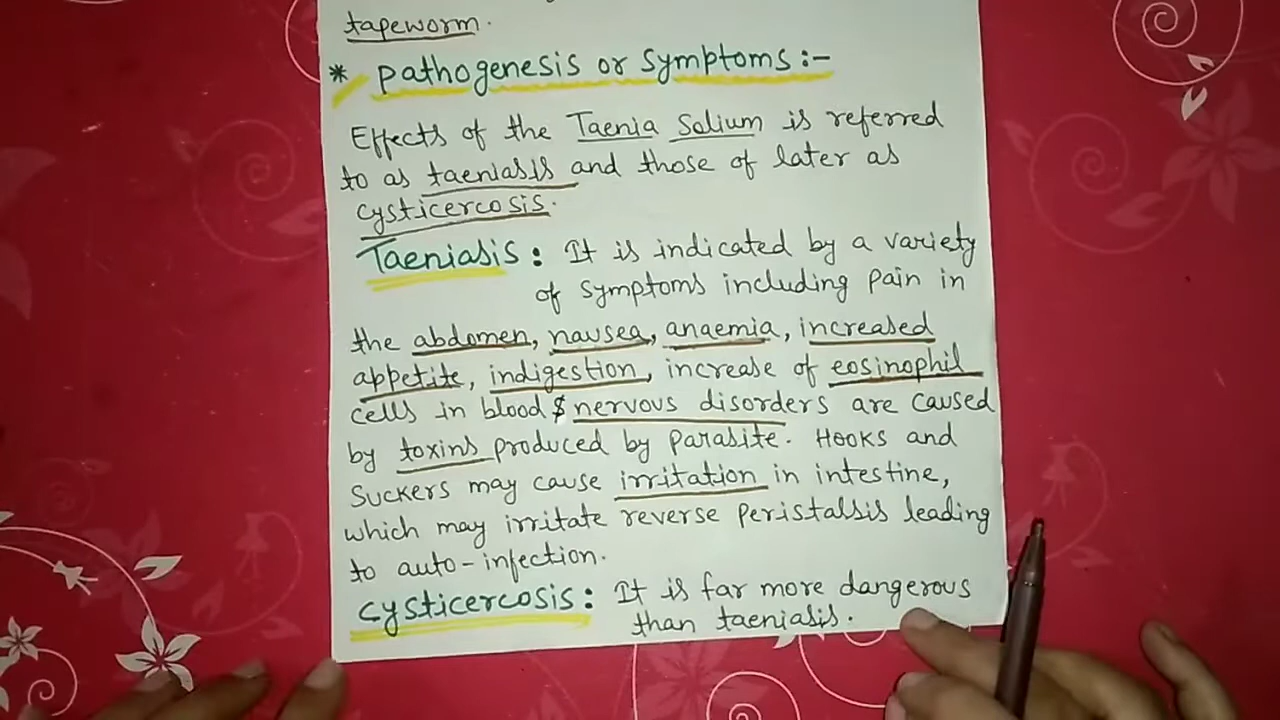 tapeworm.
* Pathogenesis or Symptoms :-
Effects of the Taenia Solium is referred
to as taeniasis and those of later as
cysticercosis.
Taeniasis : It is indicated by a variety
of symptoms including pain in
the abdomen, nausea, anaemia, increased
appetite, indigestion, increase of eosinophil
cells in blood $ nervous disorders are caused
by toxins produced by parasite. Hooks and
Suckers may cause irritation in intestine,
which may irritate reverse peristalsis leading
to auto-infection.
Cysticercosis : It is far more dangerous
than taeniasis.